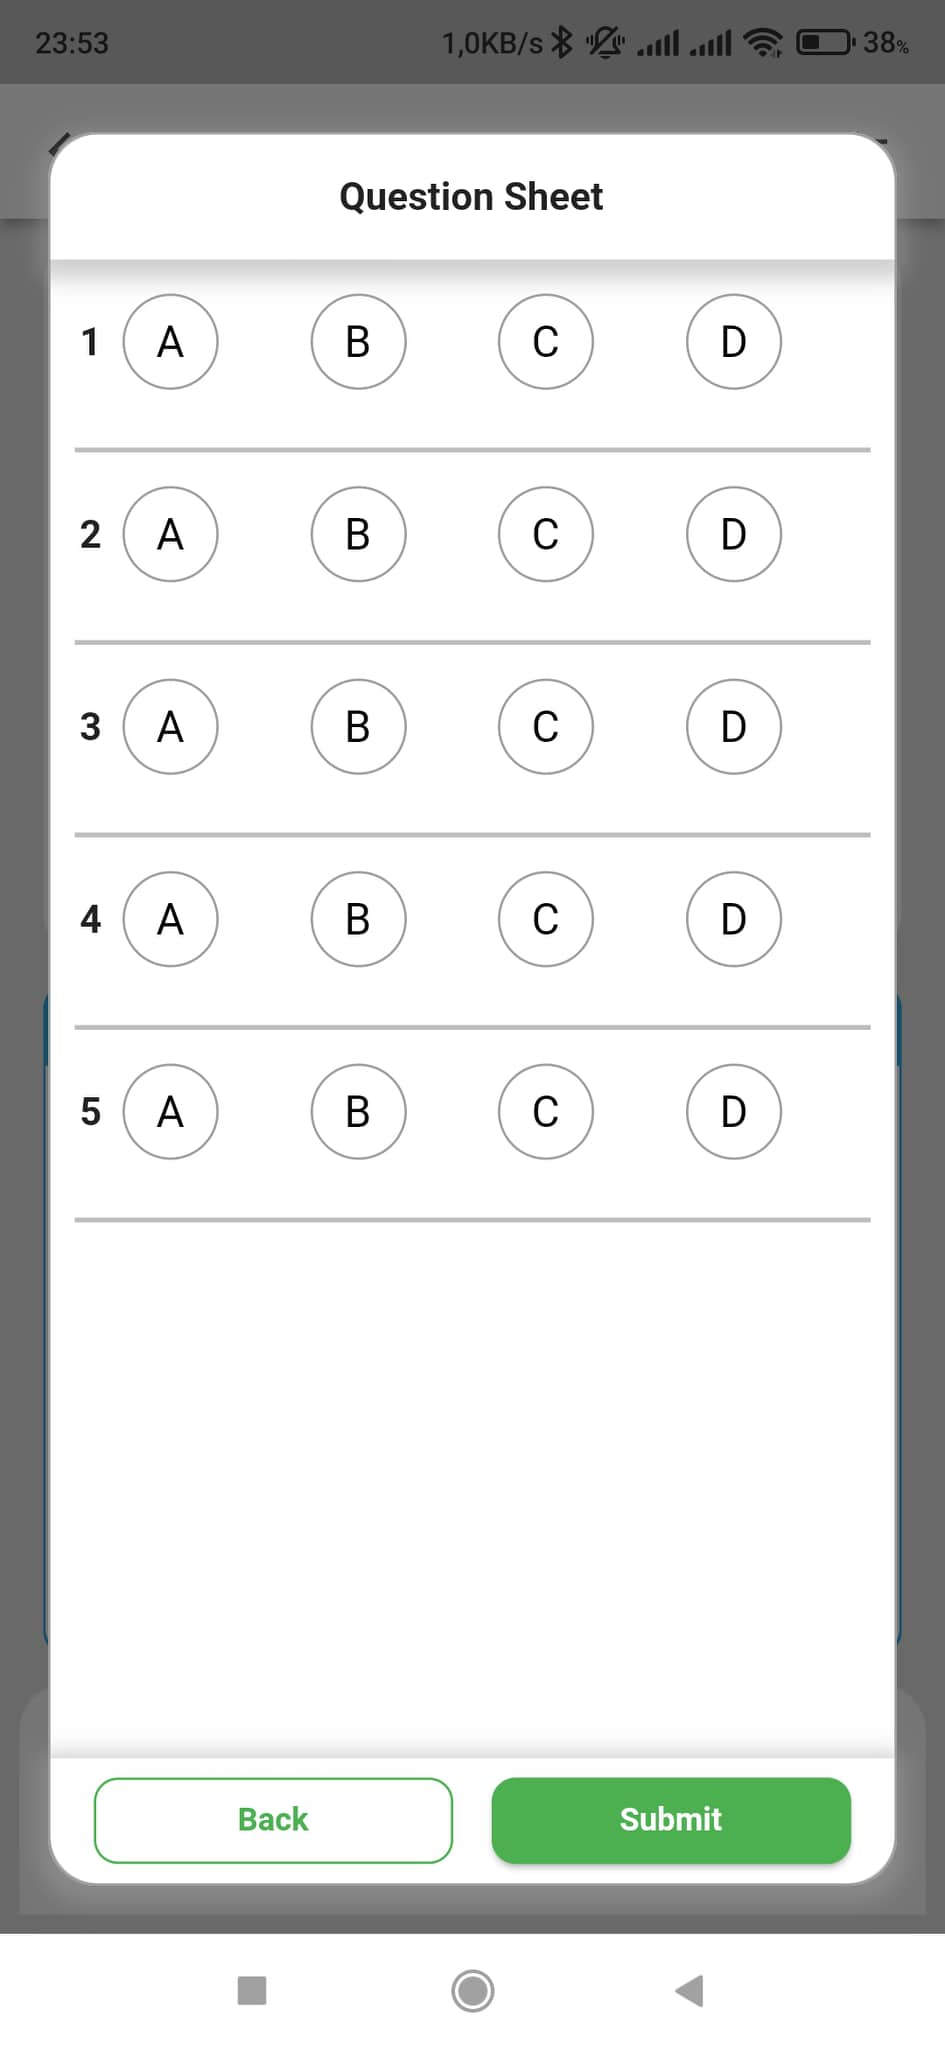 23:53 1,0KB/s 38%
Question Sheet
1 A B C D
2 A B C D
3 A B C D
4 A B C D
5 A B C D
Back Submit